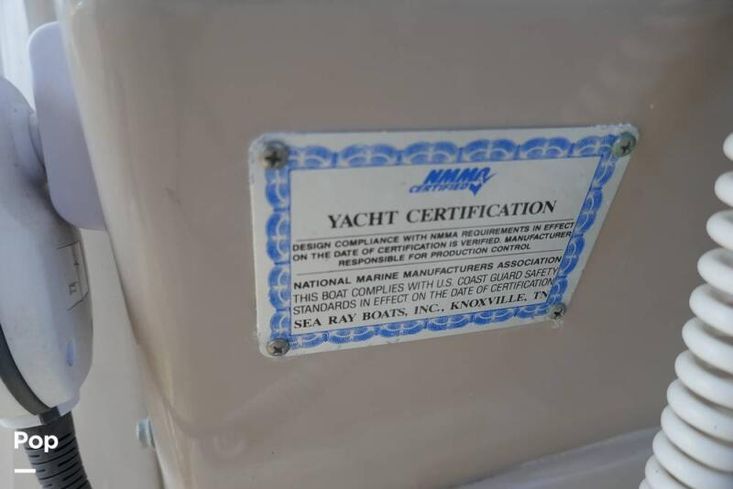 NMMA
CERTIFIED
YACHT CERTIFICATION
DESIGN COMPLIANCE WITH NMMA REQUIREMENTS IN EFFECT
ON THE DATE OF CERTIFICATION IS VERIFIED. MANUFACTURER
RESPONSIBLE FOR PRODUCTION CONTROL
NATIONAL MARINE MANUFACTURERS ASSOCIATION
THIS BOAT COMPLIES WITH U.S. COAST GUARD SAFETY
STANDARDS IN EFFECT ON THE DATE OF CERTIFICATION
SEA RAY BOATS, INC., KNOXVILLE, TN
Pop